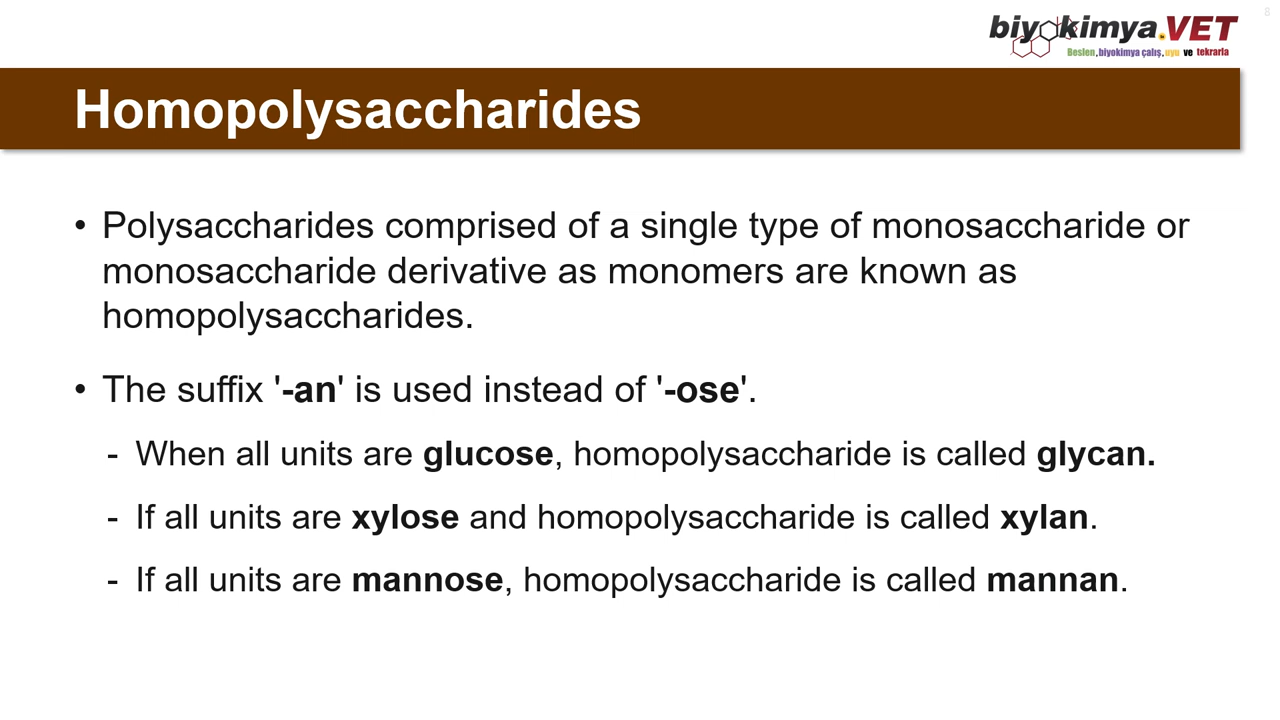 8
biyokimya.VET
Beslen, biyokimya çalış, uyu ve tekrarla
Homopolysaccharides
• Polysaccharides comprised of a single type of monosaccharide or
monosaccharide derivative as monomers are known as
homopolysaccharides.
• The suffix '-an' is used instead of '-ose'.
- When all units are glucose, homopolysaccharide is called glycan.
- If all units are xylose and homopolysaccharide is called xylan.
- If all units are mannose, homopolysaccharide is called mannan.